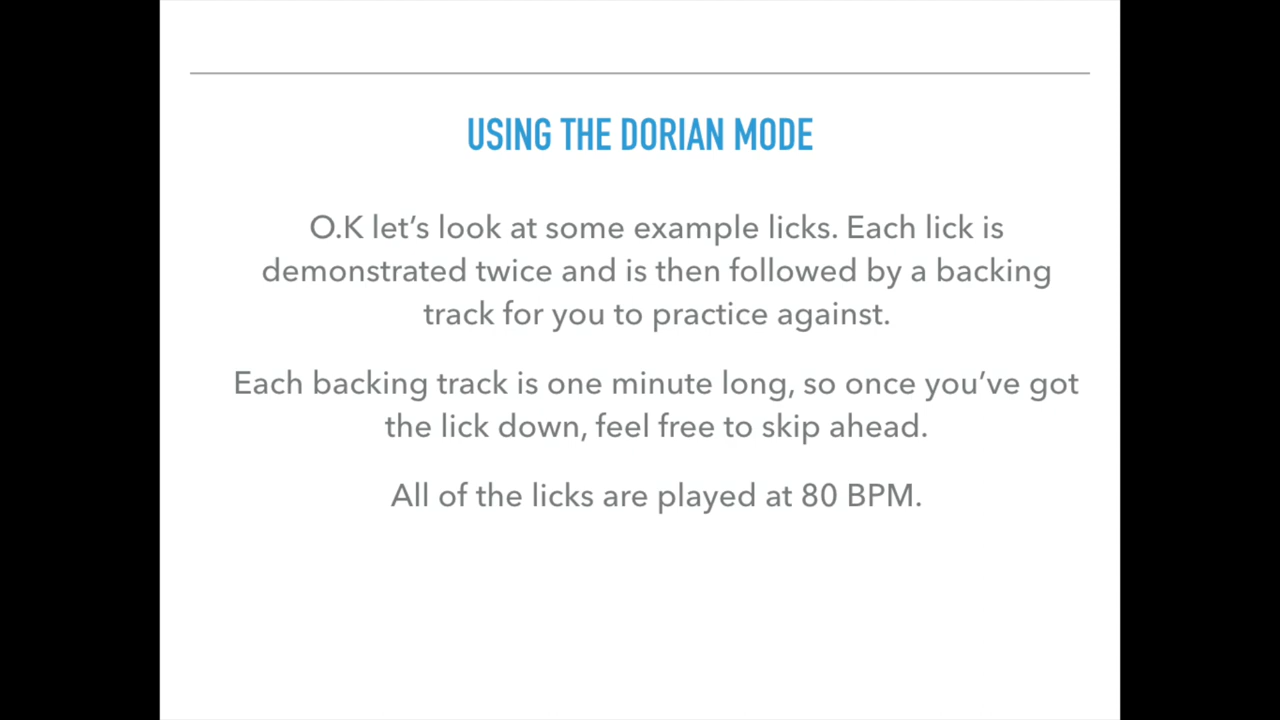 USING THE DORIAN MODE
O.K let’s look at some example licks. Each lick is
demonstrated twice and is then followed by a backing
track for you to practice against.
Each backing track is one minute long, so once you’ve got
the lick down, feel free to skip ahead.
All of the licks are played at 80 BPM.